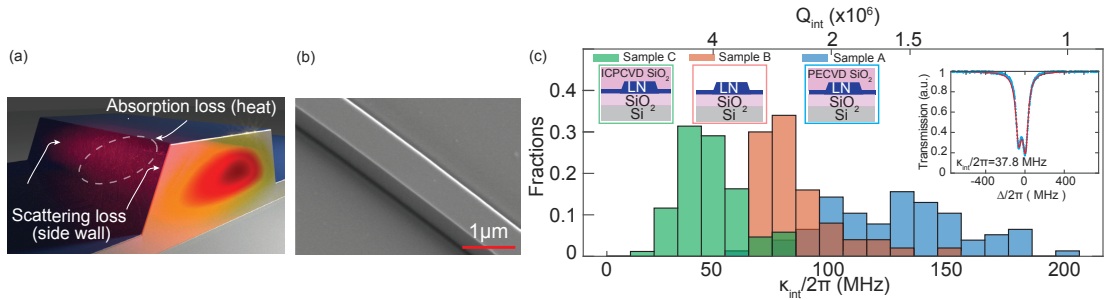 (a)
Absorption loss (heat)
Scattering loss
(side wall)
(b)
1μm
(c)
Q_int (x10⁶)
4
2
1.5
1
Sample C
Sample B
Sample A
ICPCVD SiO₂
LN
SiO₂
Si
LN
SiO₂
Si
PECVD SiO₂
LN
SiO₂
Si
Fractions
0.4
0.3
0.2
0.1
0
0
50
100
150
200
κ_int/2π (MHz)
Transmission (a.u.)
1
0.8
0.6
0.4
0.2
κ_int/2π=37.8 MHz
-400
0
400
Δ/2π ( MHz)